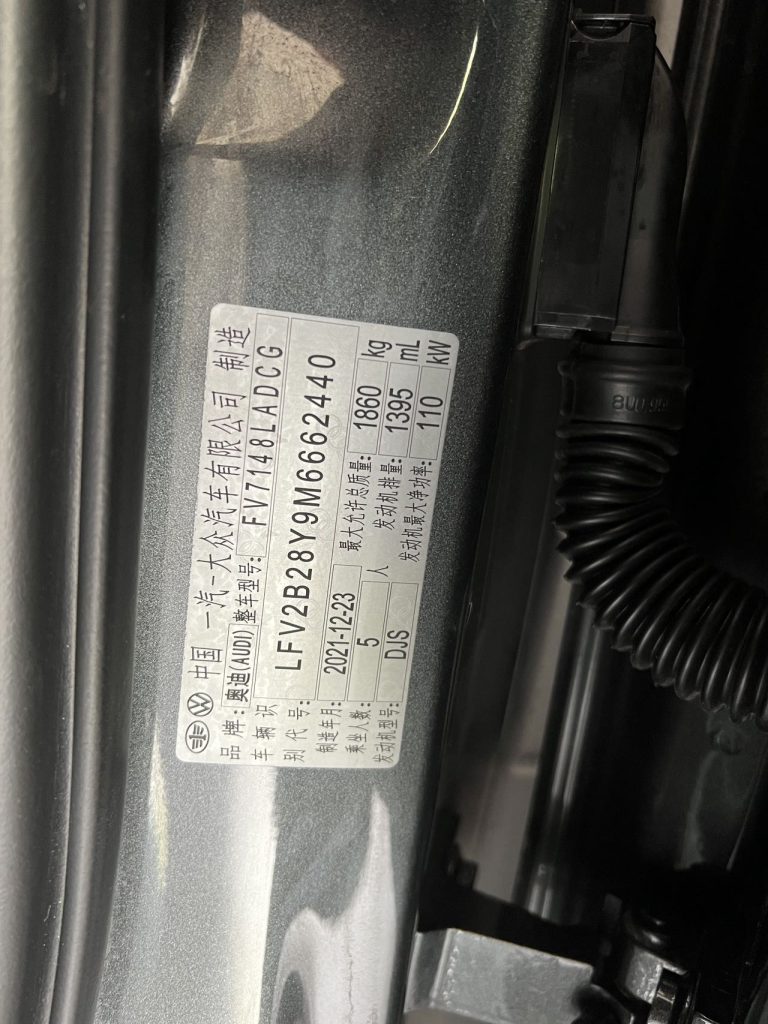 中国 一汽-大众汽车有限公司 制造
品牌: 奥迪(AUDI) 整车型号: FV7148LADCG
车辆识
别代号: LFV2B28Y9M6662440
制造年月: 2021-12-23 最大允许总质量: 1860 kg
乘坐人数: 5 人 发动机排量: 1395 mL
发动机型号: DJS 发动机最大净功率: 110 kW
8U0